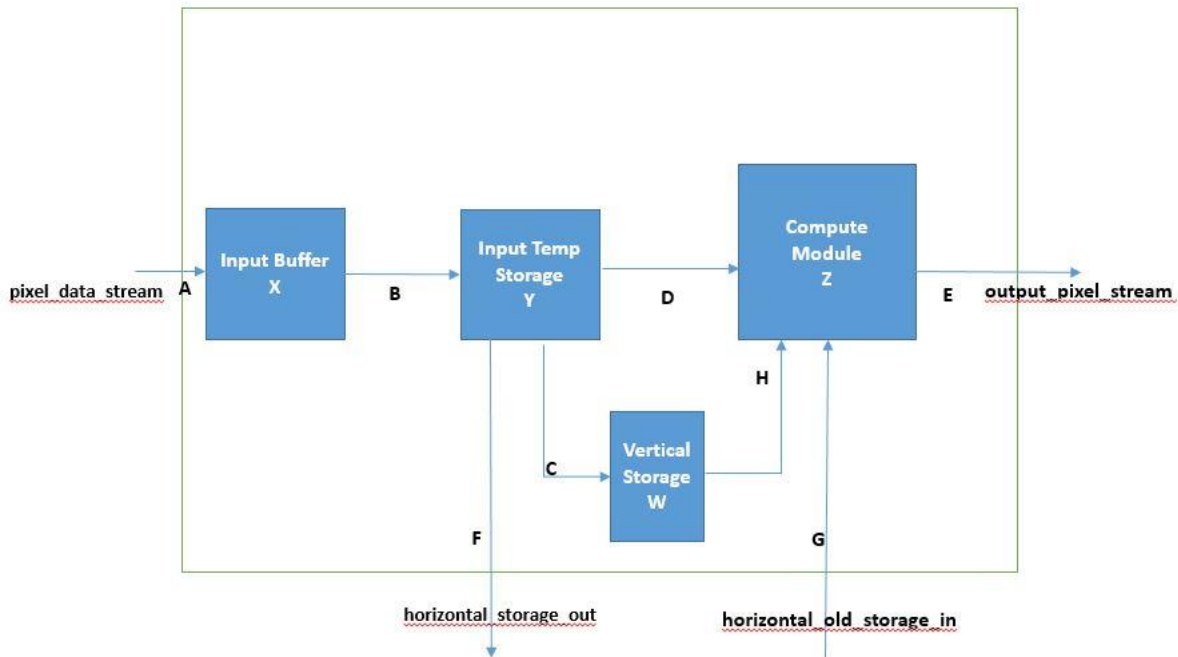 Input Buffer
X
Input Temp
Storage
Y
Compute
Module
Z
pixel_data_stream
A
B
D
E
output_pixel_stream
H
Vertical
Storage
W
C
F
G
horizontal_storage_out
horizontal_old_storage_in